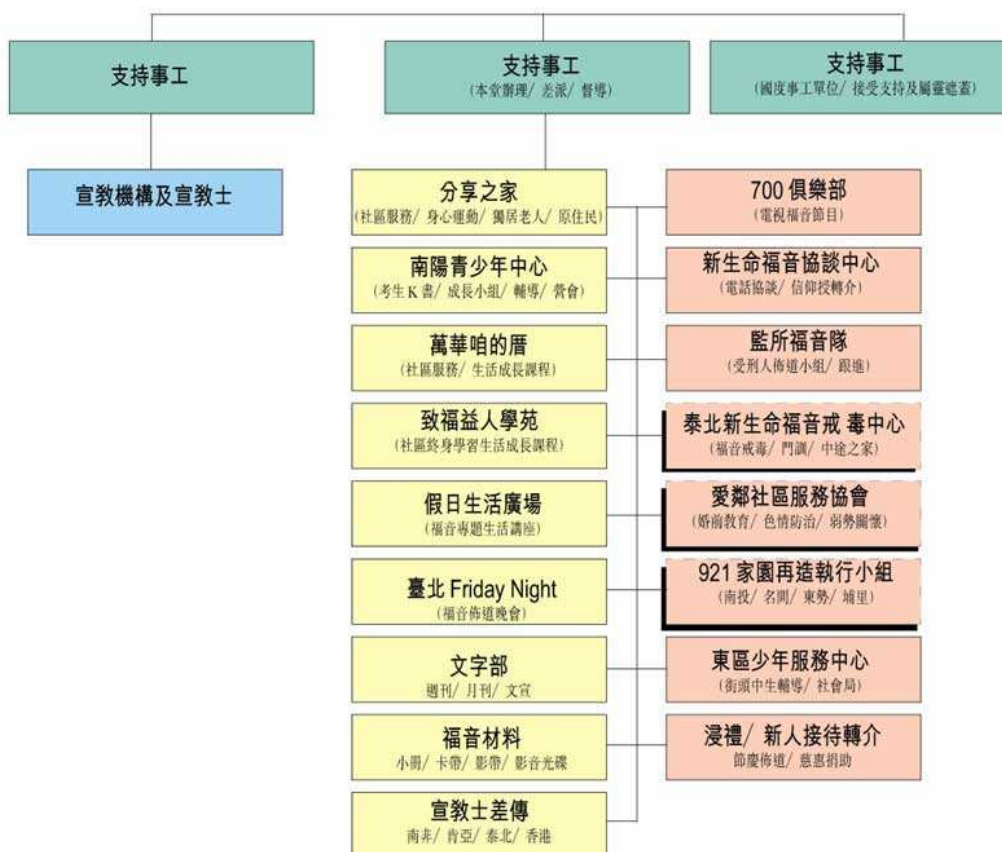 支持事工
支持事工
(本堂辦理/ 差派/ 督導)
支持事工
(國度事工單位/ 接受支持及屬靈遮蓋)
宣教機構及宣教士
分享之家
(社區服務/ 身心運動/ 獨居老人/ 原住民)
700 俱樂部
(電視福音節目)
南陽青少年中心
(考生K書/ 成長小組/ 輔導/ 營會)
新生命福音協談中心
(電話協談/ 信仰授轉介)
萬華咱的厝
(社區服務/ 生活成長課程)
監所福音隊
(受刑人佈道小組/ 跟進)
致福益人學苑
(社區終身學習生活成長課程)
泰北新生命福音戒 毒中心
(福音戒毒/ 門訓/ 中途之家)
假日生活廣場
(福音專題生活講座)
愛鄰社區服務協會
(婚前教育/ 色情防治/ 弱勢關懷)
臺北 Friday Night
(福音佈道晚會)
921 家園再造執行小組
(南投/ 名間/ 東勢/ 埔里)
文字部
週刊/ 月刊/ 文宣
東區少年服務中心
(街頭中生輔導/ 社會局)
福音材料
小冊/ 卡帶/ 影帶/ 影音光碟
浸禮/ 新人接待轉介
節慶佈道/ 慈惠捐助
宣教士差傳
南非/ 肯亞/ 泰北/ 香港